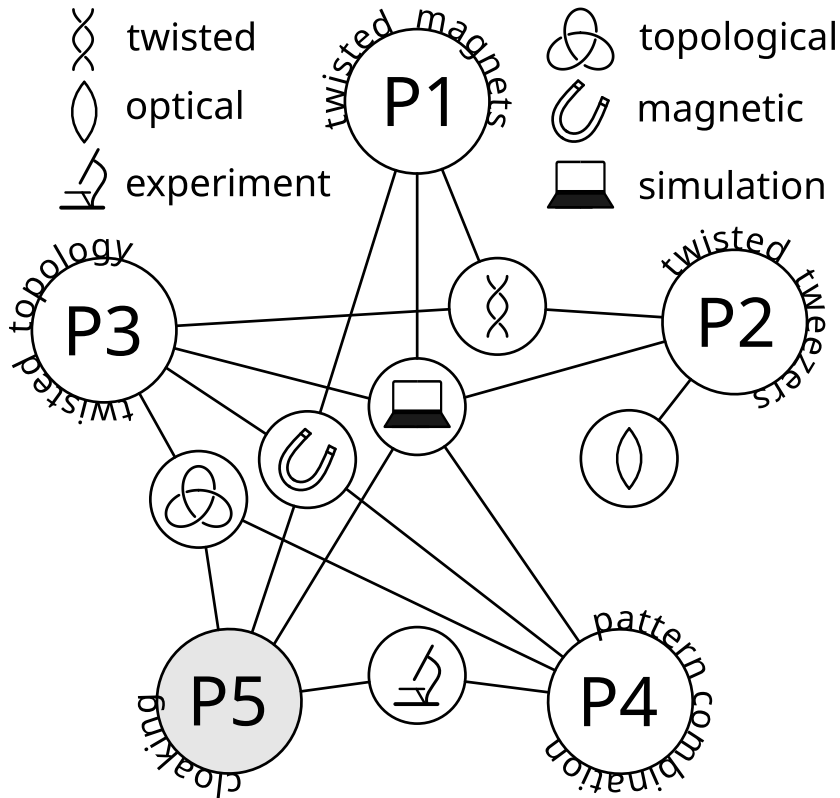 twisted
optical
experiment
topological
magnetic
simulation
twisted magnets
P1
twisted topology
P3
twisted tweezers
P2
cloaking
P5
pattern combination
P4